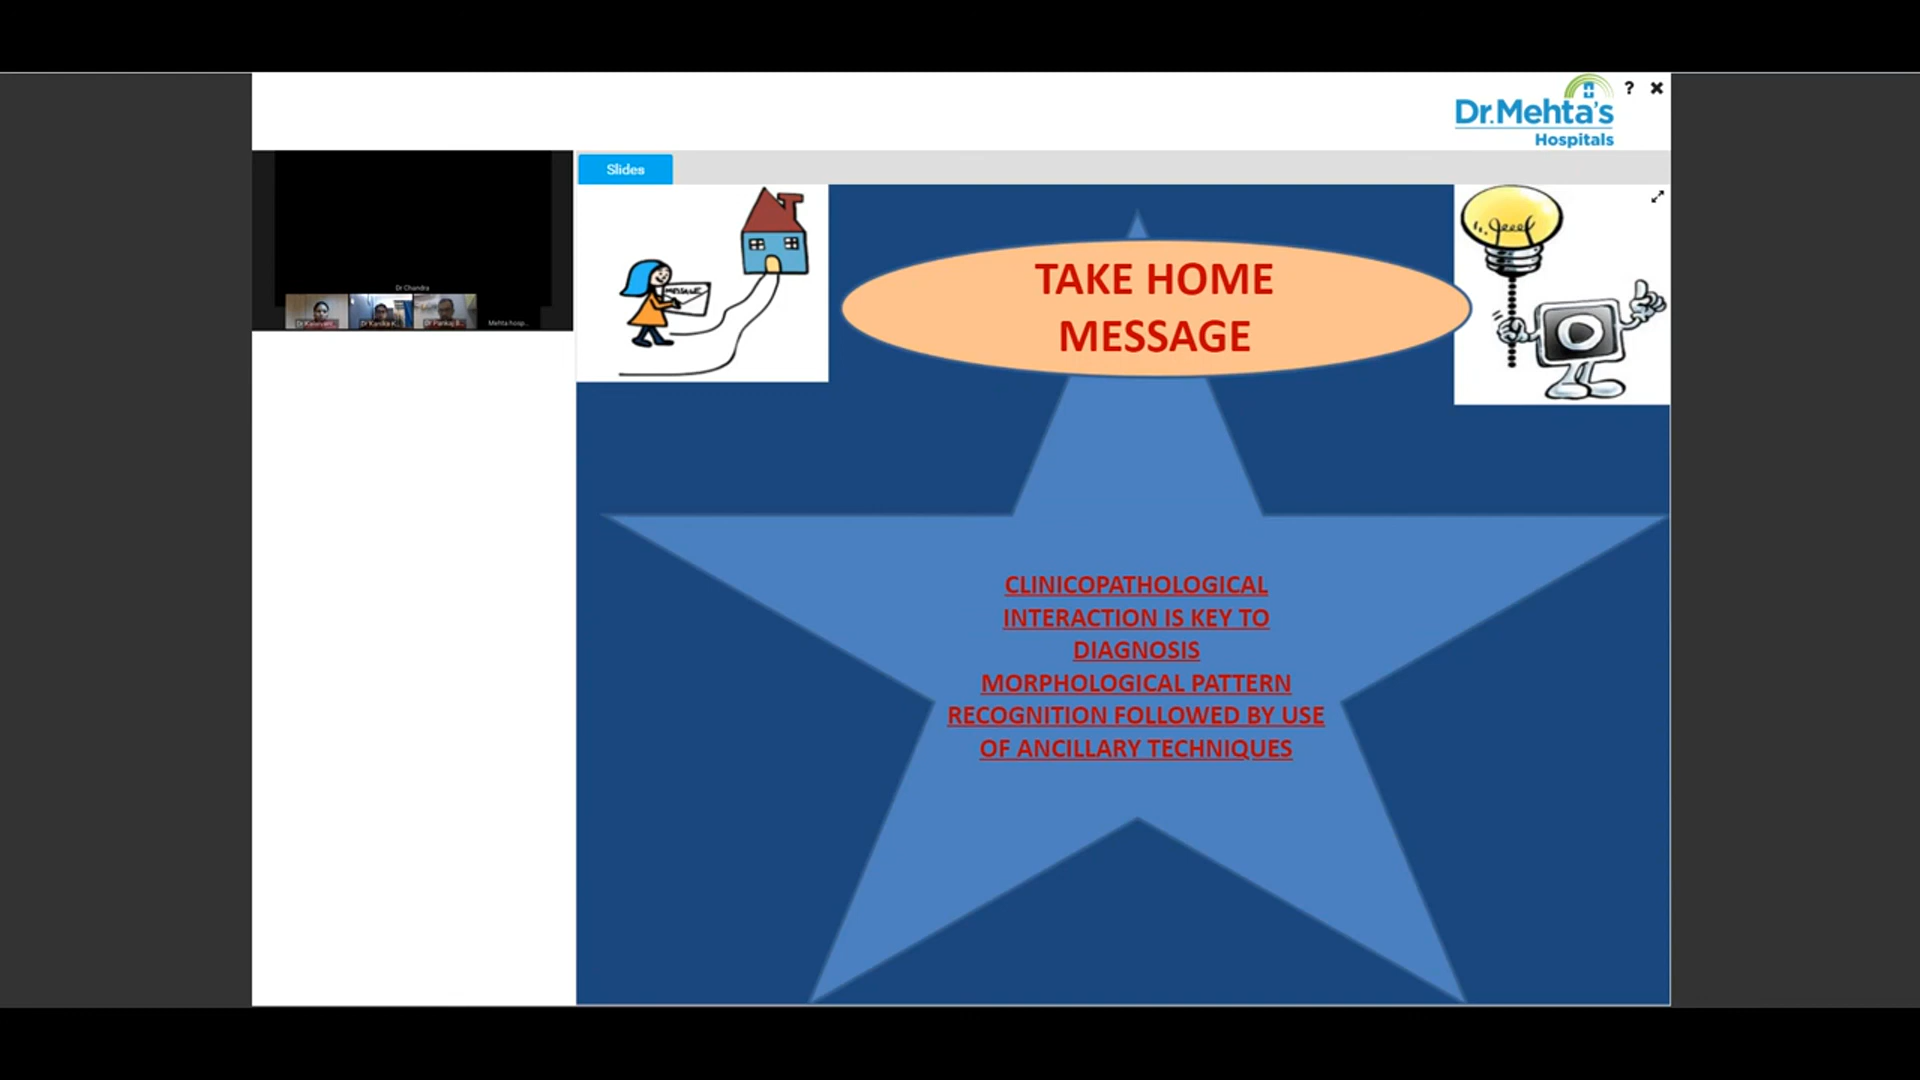 Dr.Mehta's
Hospitals
?
Slides
Dr Chandra
Mehta hosp...
MESSAGE
TAKE HOME
MESSAGE
CLINICOPATHOLOGICAL
INTERACTION IS KEY TO
DIAGNOSIS
MORPHOLOGICAL PATTERN
RECOGNITION FOLLOWED BY USE
OF ANCILLARY TECHNIQUES